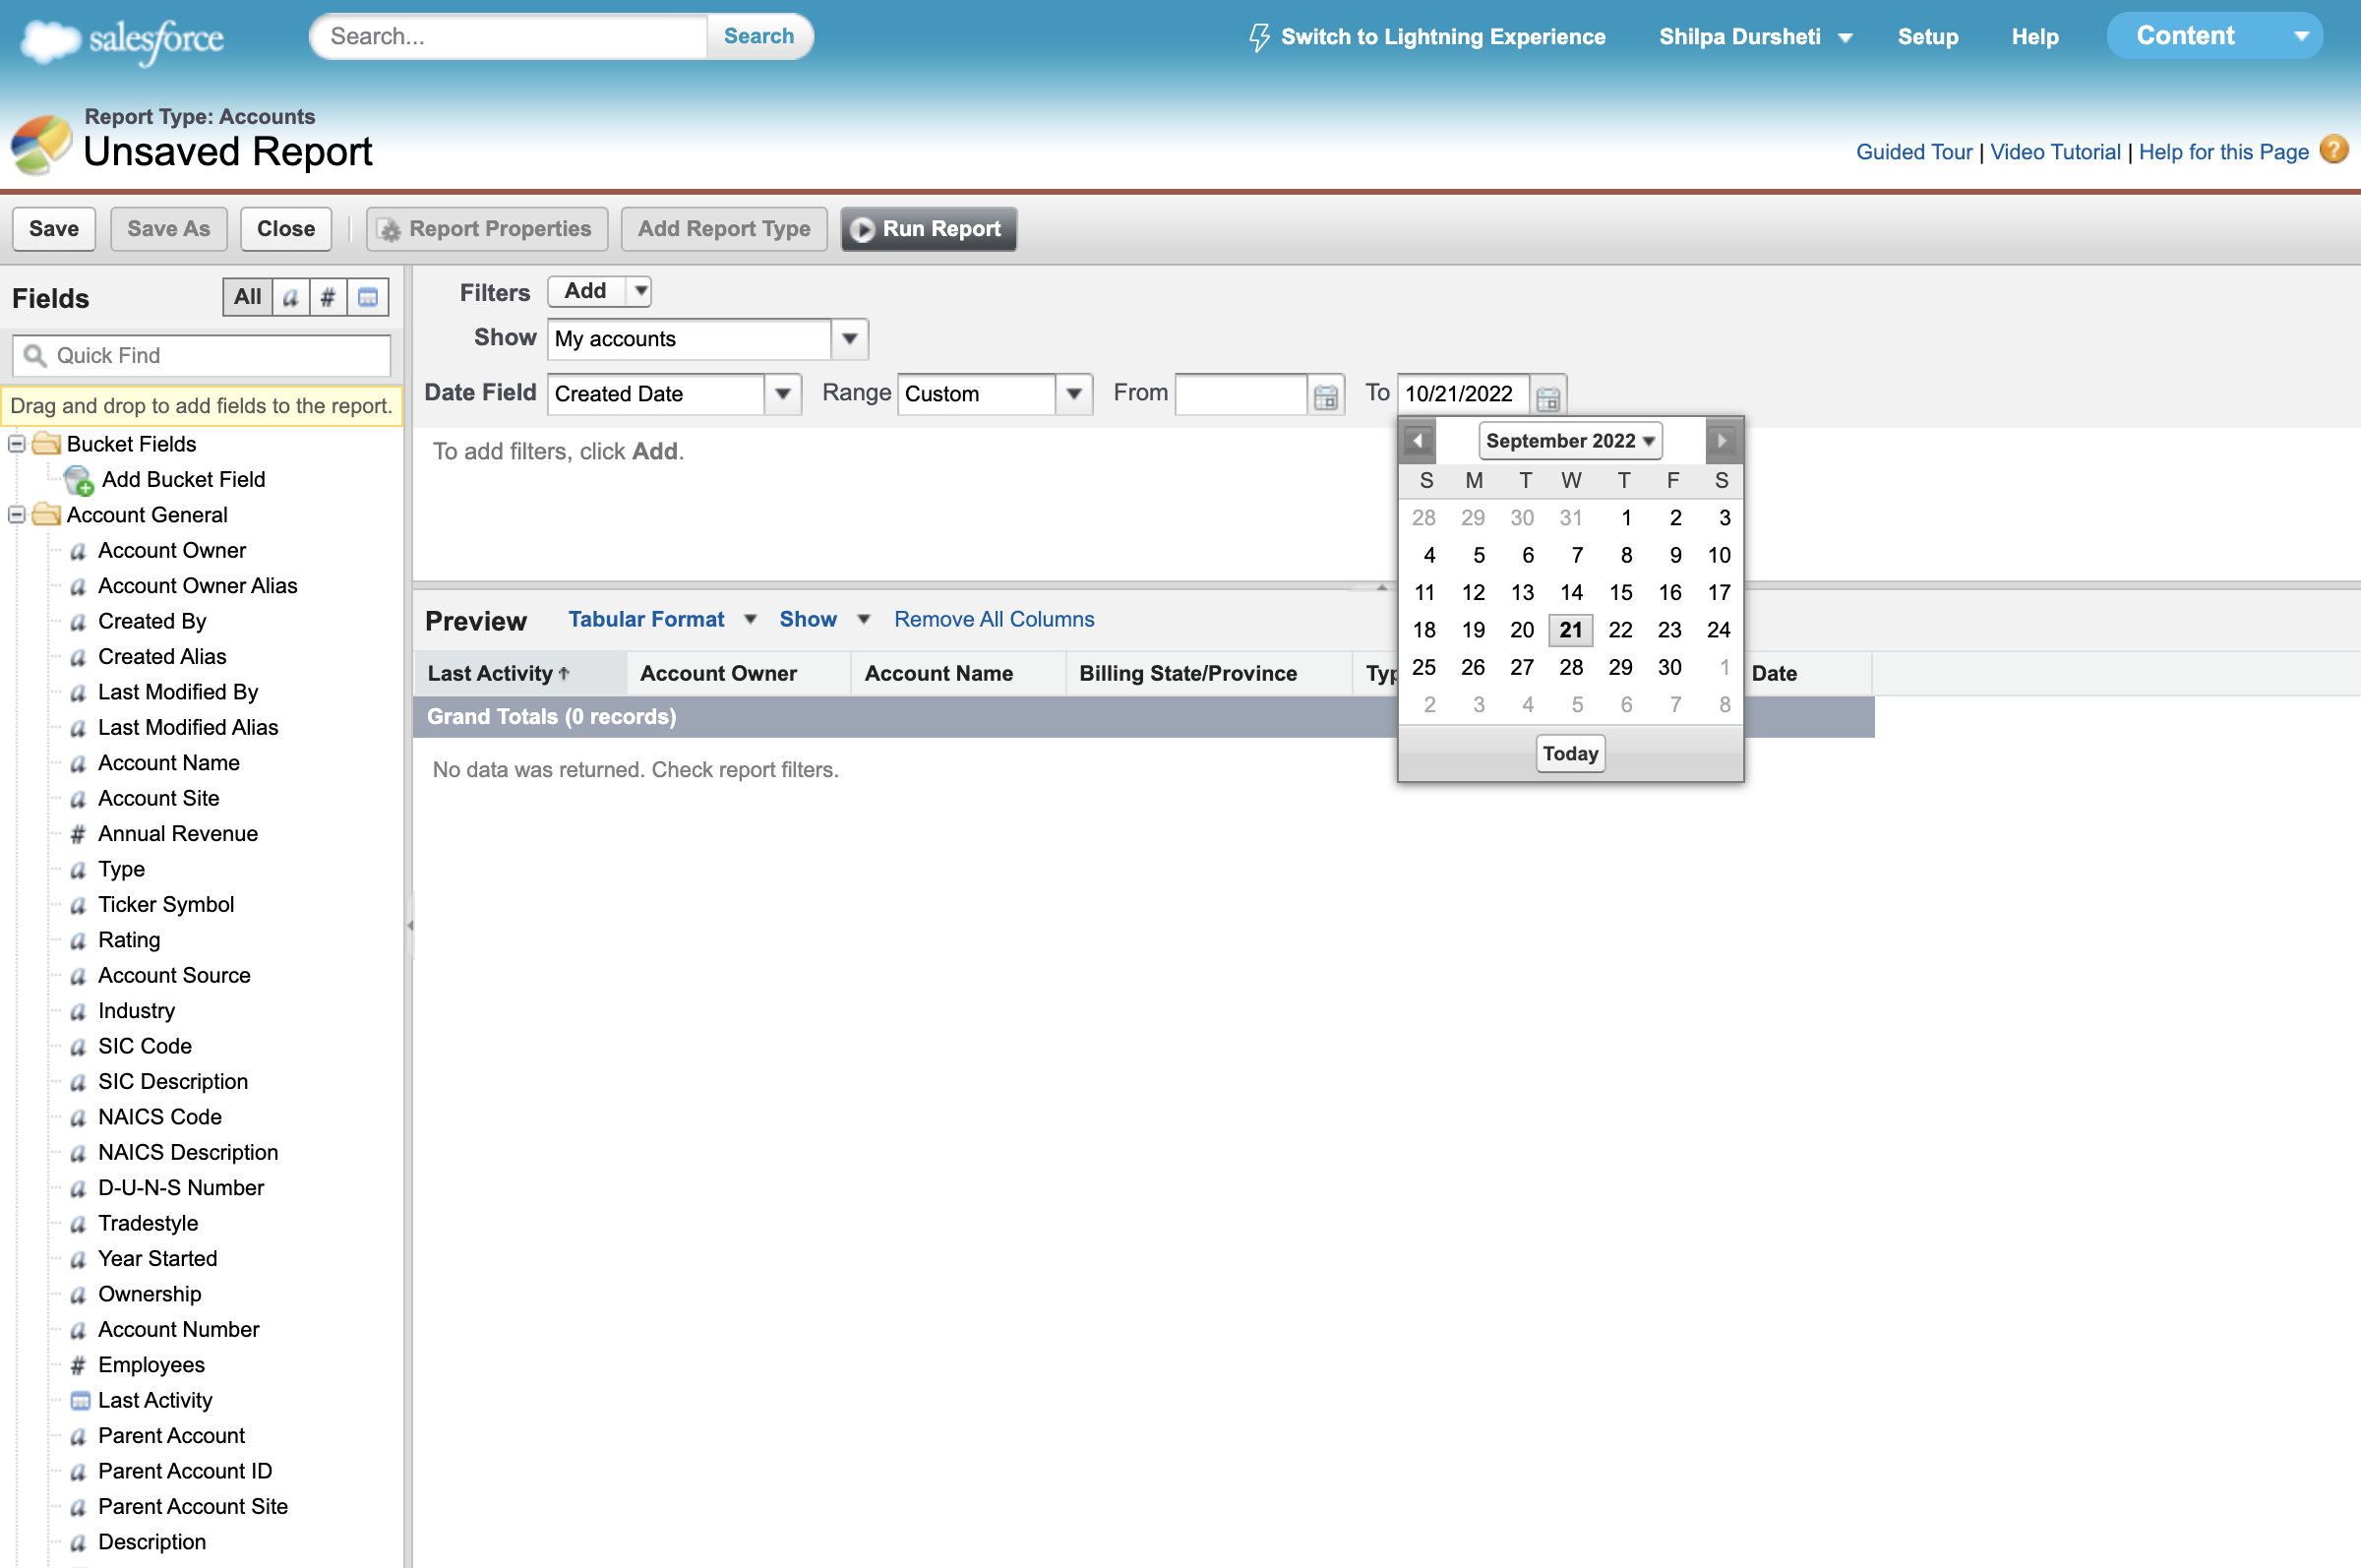 salesforce
Search...
Search
Switch to Lightning Experience
Shilpa Dursheti
Setup
Help
Content
Report Type: Accounts
Unsaved Report
Guided Tour | Video Tutorial | Help for this Page ?
Save
Save As
Close
Report Properties
Add Report Type
Run Report
Fields
All
a
#
Quick Find
Drag and drop to add fields to the report.
Bucket Fields
Add Bucket Field
Account General
a Account Owner
a Account Owner Alias
a Created By
a Created Alias
a Last Modified By
a Last Modified Alias
a Account Name
a Account Site
# Annual Revenue
a Type
a Ticker Symbol
a Rating
a Account Source
a Industry
a SIC Code
a SIC Description
a NAICS Code
a NAICS Description
a D-U-N-S Number
a Tradestyle
a Year Started
a Ownership
a Account Number
# Employees
Last Activity
a Parent Account
a Parent Account ID
a Parent Account Site
a Description
Filters Add
Show My accounts
Date Field Created Date Range Custom From To 10/21/2022
To add filters, click Add.
September 2022
S M T W T F S
28 29 30 31 1 2 3
4 5 6 7 8 9 10
11 12 13 14 15 16 17
18 19 20 21 22 23 24
25 26 27 28 29 30 1
2 3 4 5 6 7 8
Today
Preview Tabular Format Show Remove All Columns
Last Activity↑ Account Owner Account Name Billing State/Province Typ Date
Grand Totals (0 records)
No data was returned. Check report filters.